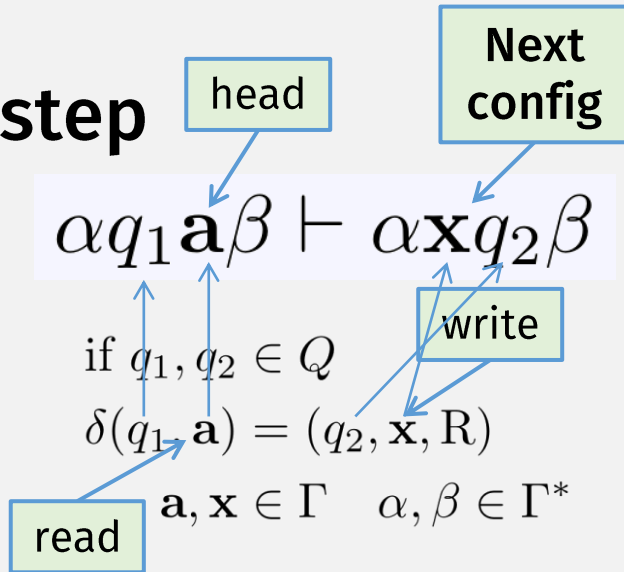 Next
config
head
step
αq₁aβ ⊢ αxq₂β
write
if q₁, q₂ ∈ Q
δ(q₁, a) = (q₂, x, R)
a, x ∈ Γ α, β ∈ Γ*
read